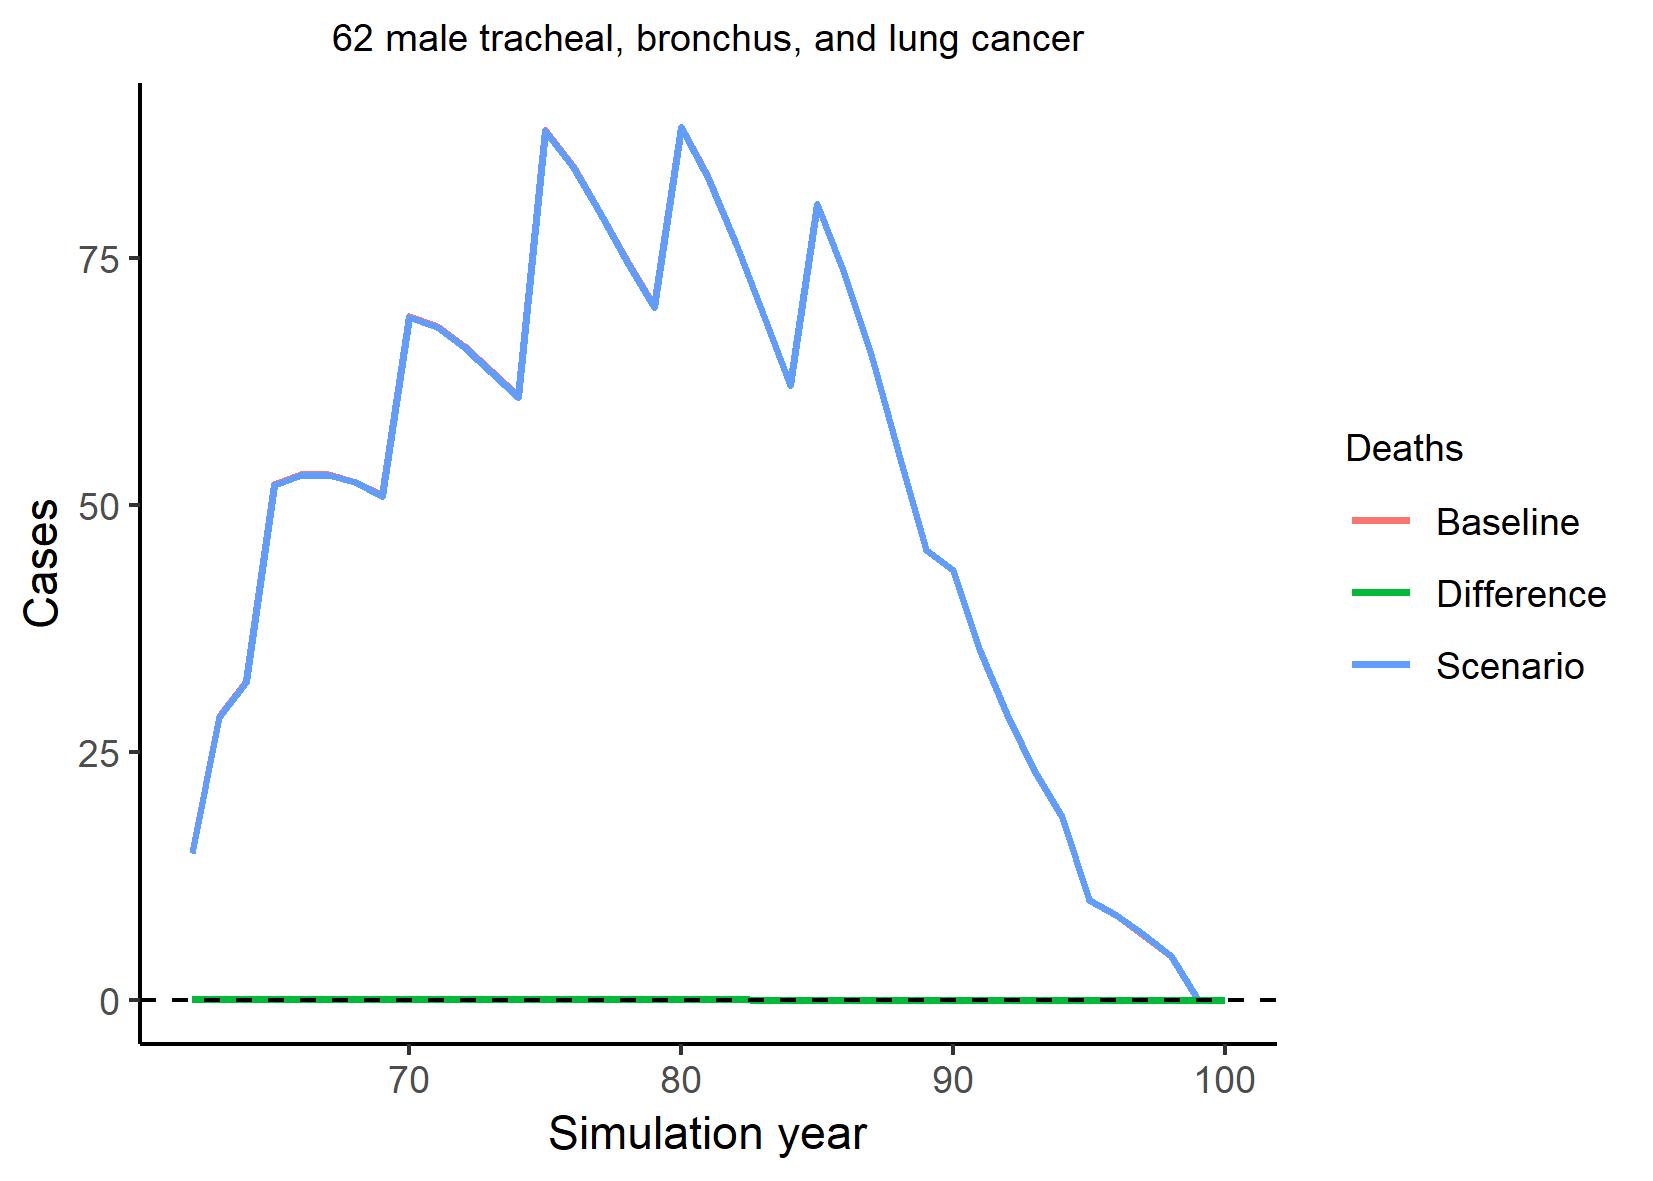 62 male tracheal, bronchus, and lung cancer
Cases
75
50
25
0
70 80 90 100
Simulation year
Deaths
Baseline
Difference
Scenario